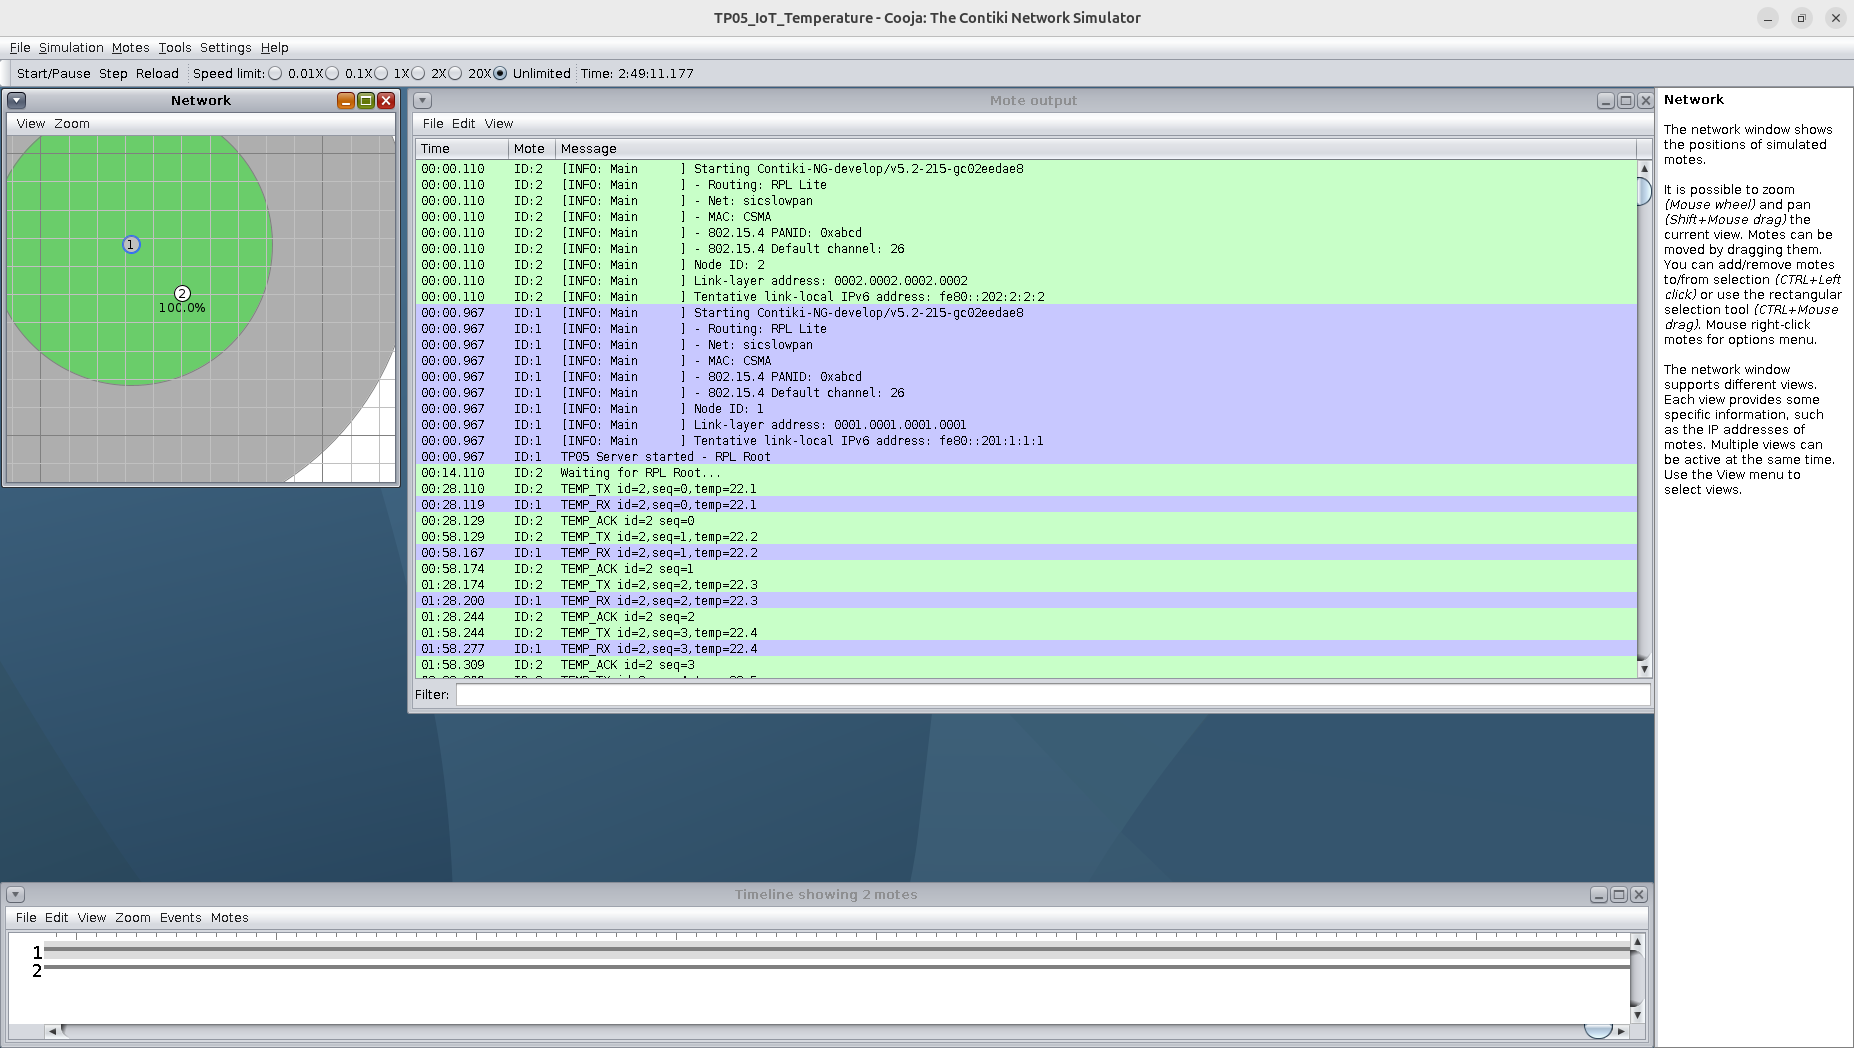 TP05_IoT_Temperature - Cooja: The Contiki Network Simulator
File Simulation Motes Tools Settings Help
Start/Pause Step Reload Speed limit: 0.01X 0.1X 1X 2X 20X Unlimited Time: 2:49:11.177
Network
View Zoom
1
2
100.0%
Mote output
File Edit View
Time Mote Message
00:00.110 ID:2 [INFO: Main ] Starting Contiki-NG-develop/v5.2-215-gc02eedae8
00:00.110 ID:2 [INFO: Main ] - Routing: RPL Lite
00:00.110 ID:2 [INFO: Main ] - Net: sicslowpan
00:00.110 ID:2 [INFO: Main ] - MAC: CSMA
00:00.110 ID:2 [INFO: Main ] - 802.15.4 PANID: 0xabcd
00:00.110 ID:2 [INFO: Main ] - 802.15.4 Default channel: 26
00:00.110 ID:2 [INFO: Main ] Node ID: 2
00:00.110 ID:2 [INFO: Main ] Link-layer address: 0002.0002.0002.0002
00:00.110 ID:2 [INFO: Main ] Tentative link-local IPv6 address: fe80::202:2:2:2
00:00.967 ID:1 [INFO: Main ] Starting Contiki-NG-develop/v5.2-215-gc02eedae8
00:00.967 ID:1 [INFO: Main ] - Routing: RPL Lite
00:00.967 ID:1 [INFO: Main ] - Net: sicslowpan
00:00.967 ID:1 [INFO: Main ] - MAC: CSMA
00:00.967 ID:1 [INFO: Main ] - 802.15.4 PANID: 0xabcd
00:00.967 ID:1 [INFO: Main ] - 802.15.4 Default channel: 26
00:00.967 ID:1 [INFO: Main ] Node ID: 1
00:00.967 ID:1 [INFO: Main ] Link-layer address: 0001.0001.0001.0001
00:00.967 ID:1 [INFO: Main ] Tentative link-local IPv6 address: fe80::201:1:1:1
00:00.967 ID:1 TP05 Server started - RPL Root
00:14.110 ID:2 Waiting for RPL Root...
00:28.110 ID:2 TEMP_TX id=2,seq=0,temp=22.1
00:28.119 ID:1 TEMP_RX id=2,seq=0,temp=22.1
00:28.129 ID:2 TEMP_ACK id=2 seq=0
00:58.129 ID:2 TEMP_TX id=2,seq=1,temp=22.2
00:58.167 ID:1 TEMP_RX id=2,seq=1,temp=22.2
00:58.174 ID:2 TEMP_ACK id=2 seq=1
01:28.174 ID:2 TEMP_TX id=2,seq=2,temp=22.3
01:28.200 ID:1 TEMP_RX id=2,seq=2,temp=22.3
01:28.244 ID:2 TEMP_ACK id=2 seq=2
01:58.244 ID:2 TEMP_TX id=2,seq=3,temp=22.4
01:58.277 ID:1 TEMP_RX id=2,seq=3,temp=22.4
01:58.309 ID:2 TEMP_ACK id=2 seq=3
Filter:
Network
The network window shows
the positions of simulated
motes.
It is possible to zoom
(Mouse wheel) and pan
(Shift+Mouse drag) the
current view. Motes can be
moved by dragging them.
You can add/remove motes
to/from selection (CTRL+Left
click) or use the rectangular
selection tool (CTRL+Mouse
drag). Mouse right-click
motes for options menu.
The network window
supports different views.
Each view provides some
specific information, such
as the IP addresses of
motes. Multiple views can
be active at the same time.
Use the View menu to
select views.
Timeline showing 2 motes
File Edit View Zoom Events Motes
1
2